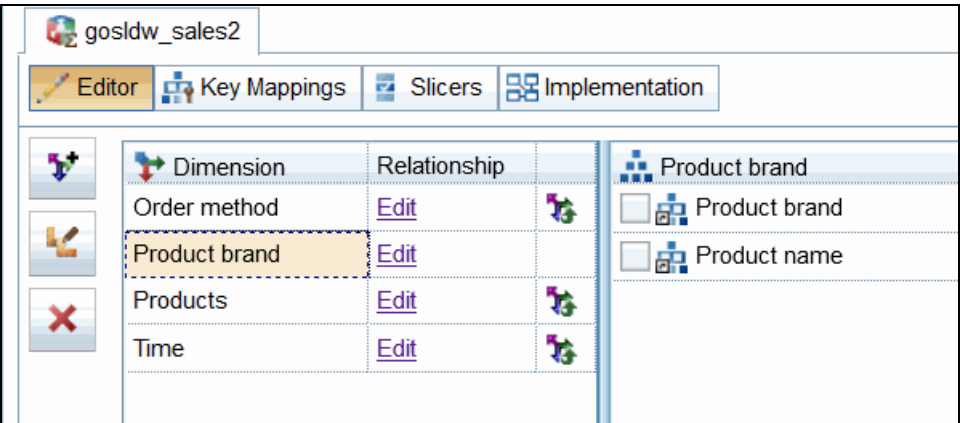 gosldw_sales2
Editor Key Mappings Slicers Implementation
Dimension Relationship Product brand
Order method Edit Product brand
Product brand Edit Product name
Products Edit
Time Edit